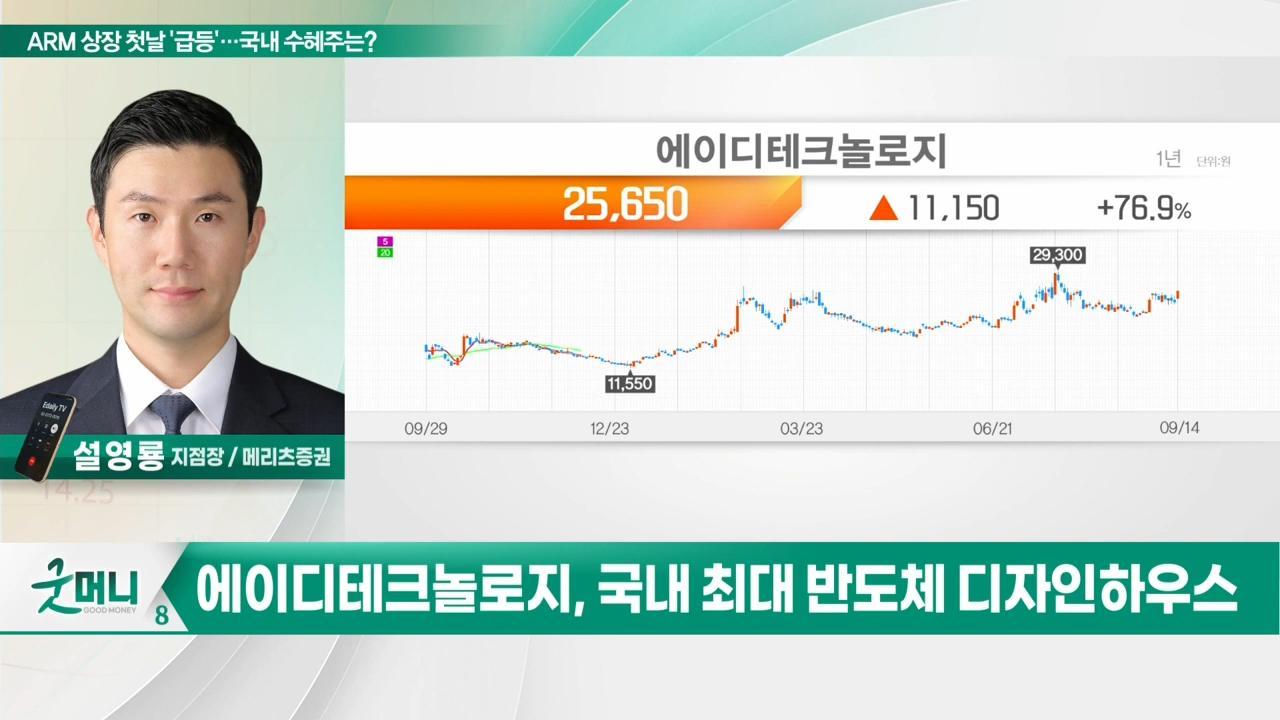 ARM 상장 첫날 '급등'…국내 수혜주는?
에이디테크놀로지
1년 단위:원
25,650 ▲ 11,150 +76.9%
5
20
29,300
11,550
09/29 12/23 03/23 06/21 09/14
Edaily TV
설영룡 지점장 / 메리츠증권
14.25
굿머니
GOOD MONEY
8
에이디테크놀로지, 국내 최대 반도체 디자인하우스